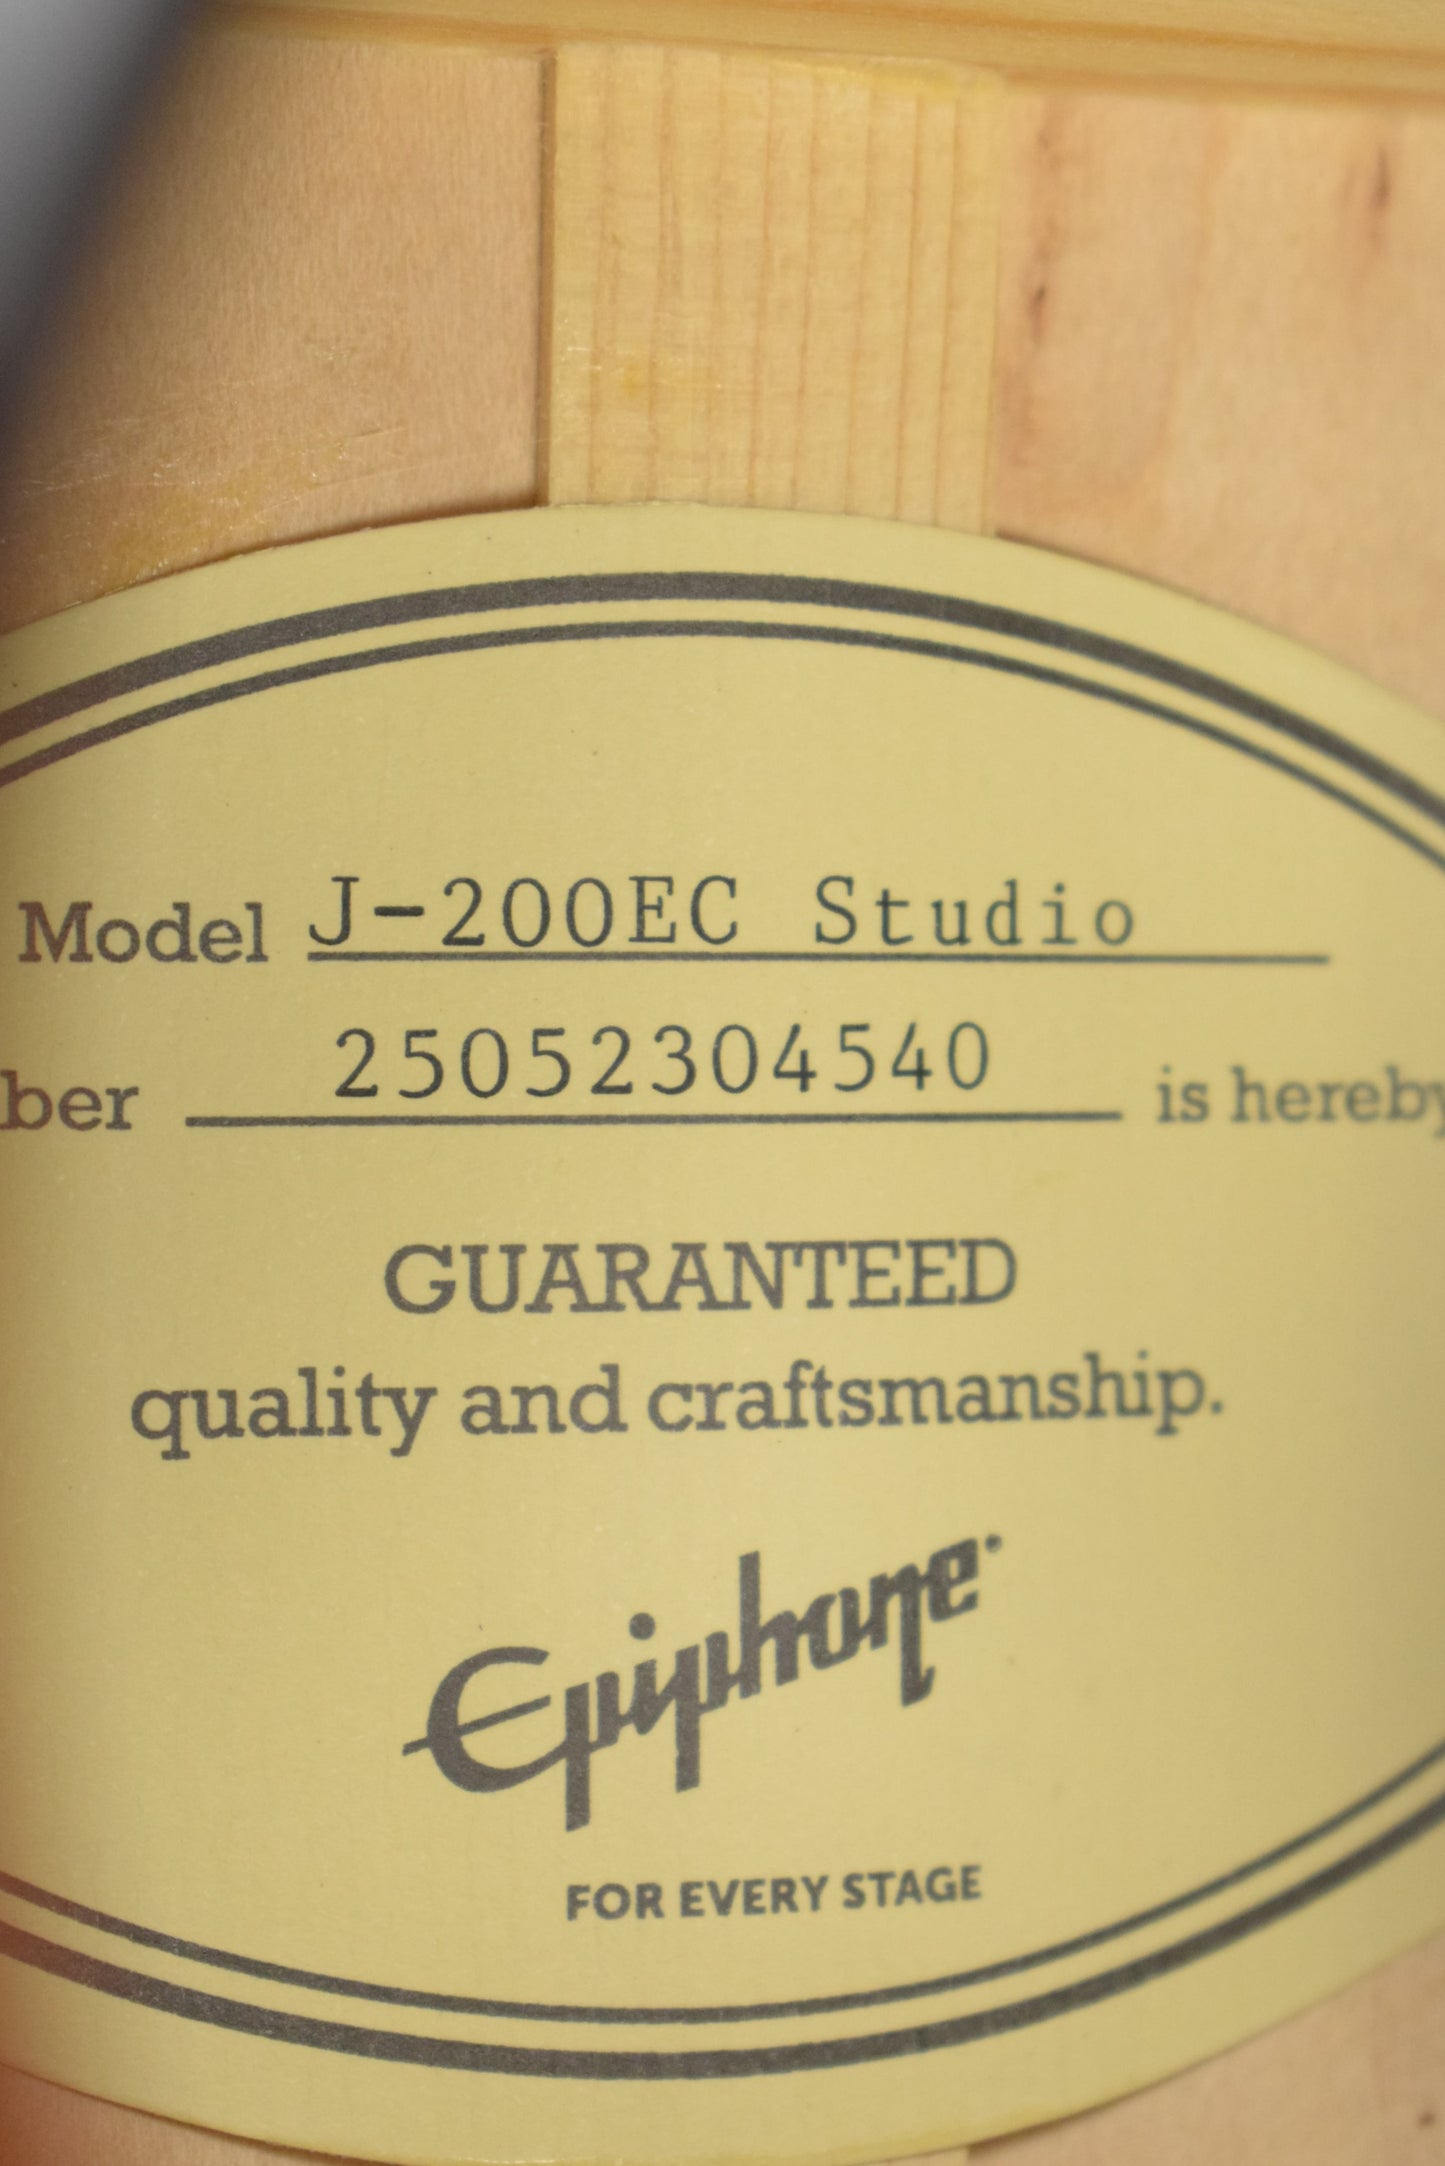 Model J-200EC Studio
ber 25052304540 is hereby
GUARANTEED
quality and craftsmanship.
Epiphone
FOR EVERY STAGE